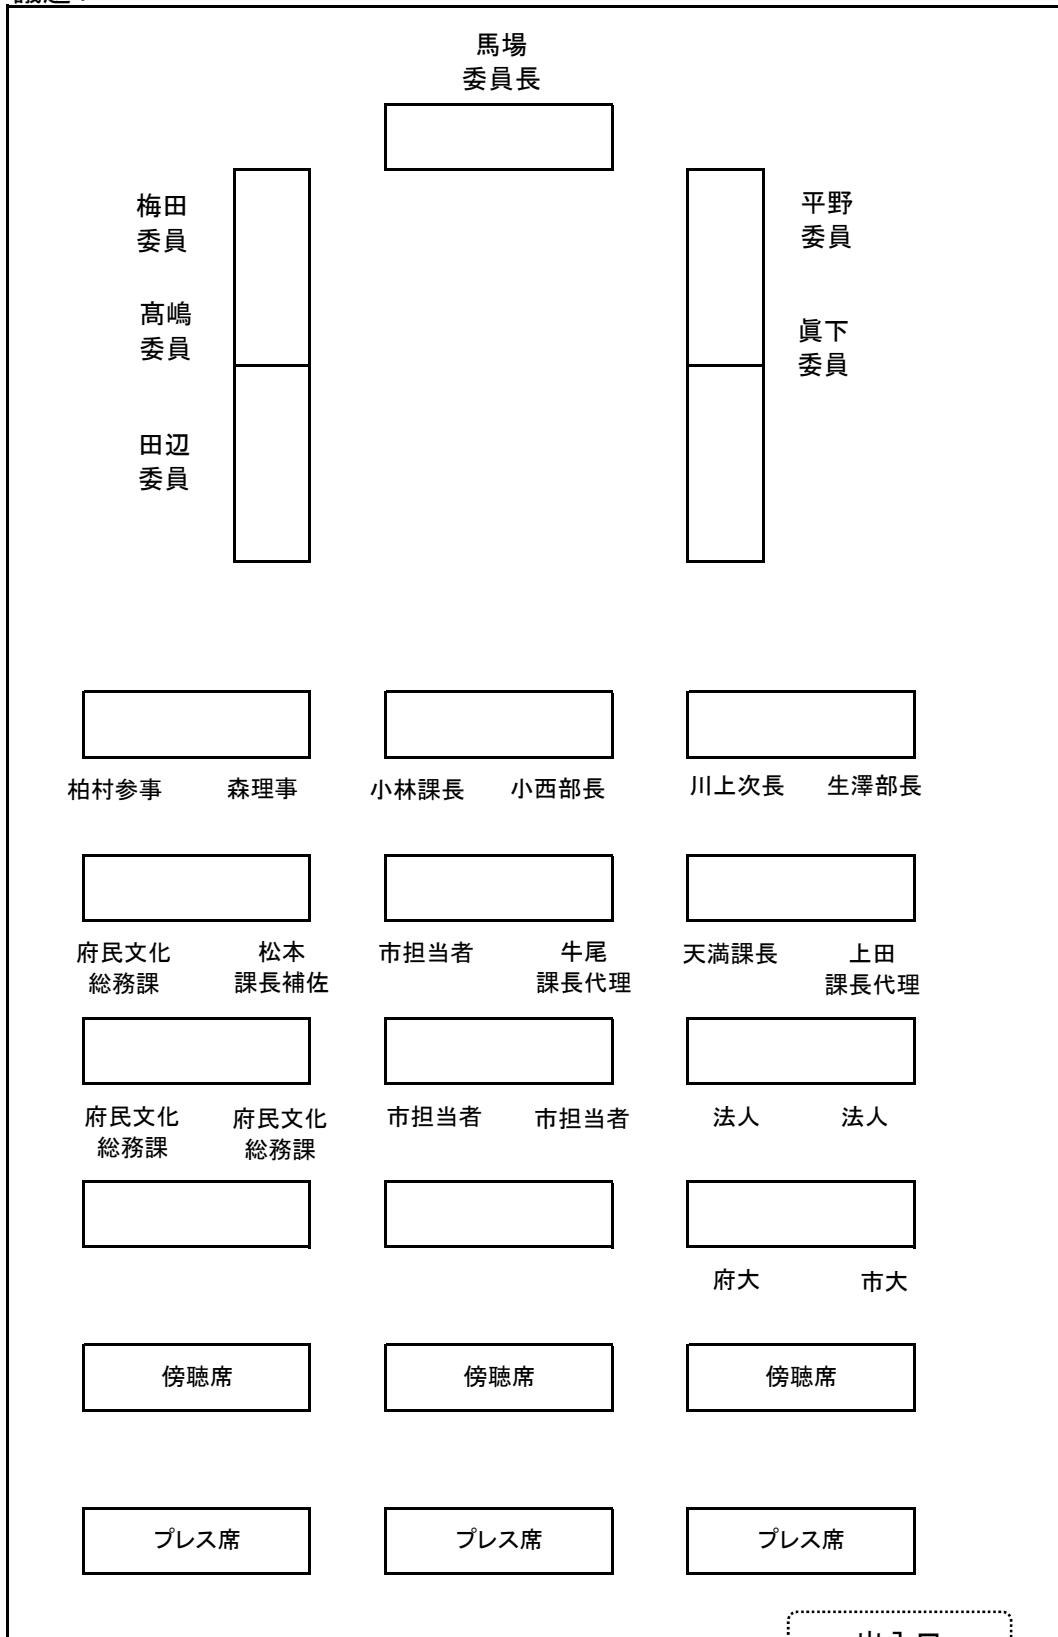 馬場
委員長
梅田
委員
平野
委員
髙嶋
委員
眞下
委員
田辺
委員
柏村参事
森理事
小林課長
小西部長
川上次長
生澤部長
府民文化
総務課
松本
課長補佐
市担当者
牛尾
課長代理
天満課長
上田
課長代理
府民文化
総務課
府民文化
総務課
市担当者
市担当者
法人
法人
府大
市大
傍聴席
傍聴席
傍聴席
プレス席
プレス席
プレス席